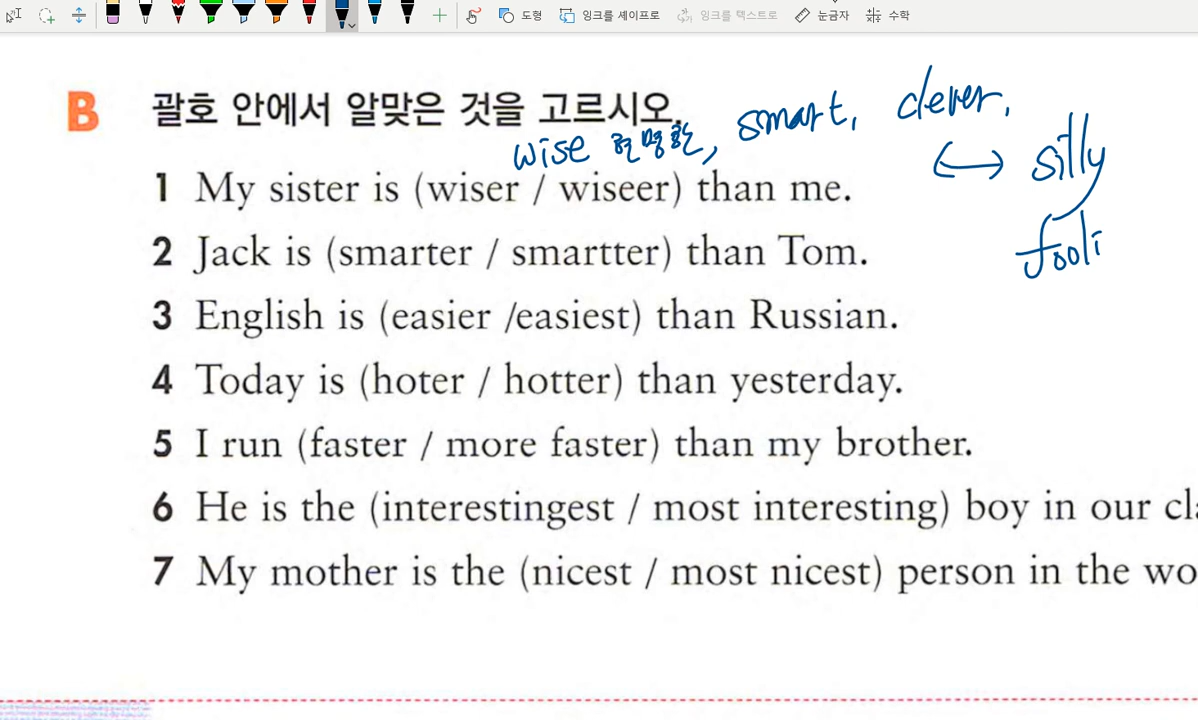 도형 잉크를 셰이프로 잉크를 텍스트로 눈금자 수학
B 괄호 안에서 알맞은 것을 고르시오.
wise 현명한, smart, clever,
↔ silly
fooli
1 My sister is (wiser / wiseer) than me.
2 Jack is (smarter / smartter) than Tom.
3 English is (easier /easiest) than Russian.
4 Today is (hoter / hotter) than yesterday.
5 I run (faster / more faster) than my brother.
6 He is the (interestingest / most interesting) boy in our cl
7 My mother is the (nicest / most nicest) person in the wo